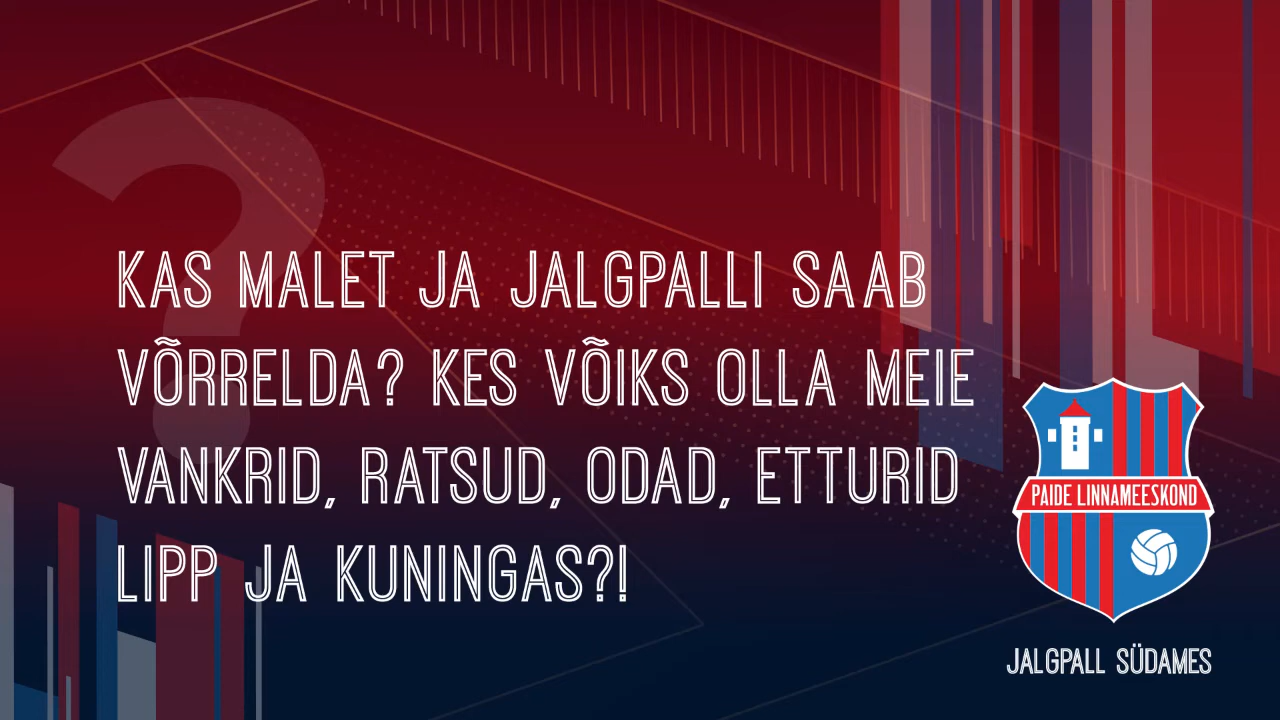 KAS MALET JA JALGPALLI SAAB
VÕRRELDA? KES VÕIKS OLLA MEIE
VANKRID, RATSUD, ODAD, ETTURID
LIPP JA KUNINGAS?!
PAIDE LINNAMEESKOND
JALGPALL SÜDAMES